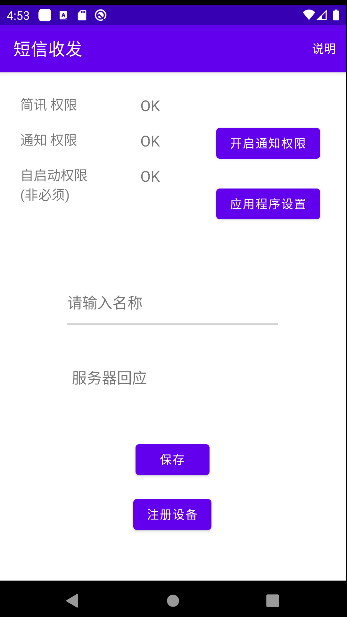 4:53
短信收发 说明
简讯 权限 OK
通知 权限 OK 开启通知权限
自启动权限 OK
(非必须)
应用程序设置
请输入名称
服务器回应
保存
注册设备